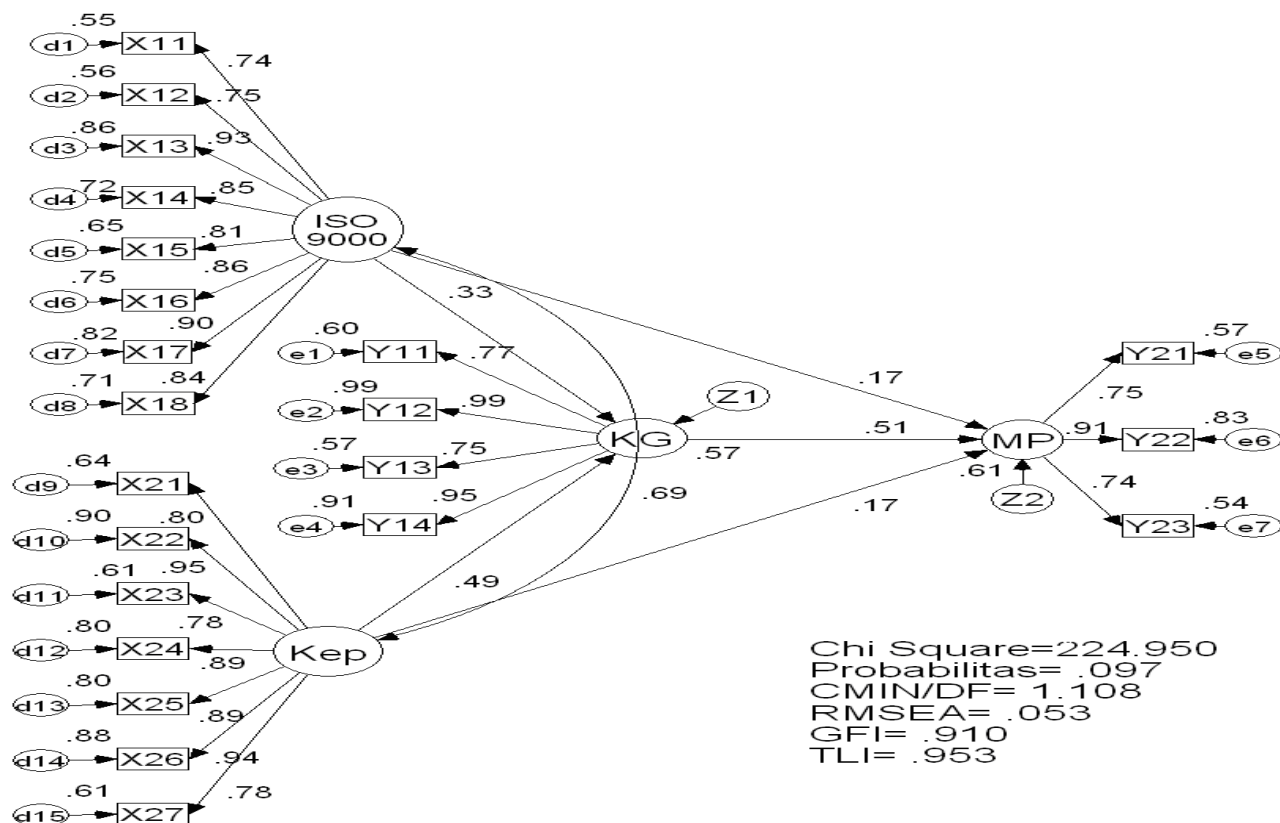 .55
d1 X11
.74
.56
d2 X12
.75
.86
d3 X13
.93
.72
d4 X14
.85
.65
d5 X15
.81
.75
d6 X16
.86
.82
d7 X17
.90
.71
d8 X18
.84
ISO
9000
.33
.17
.69
.60
e1 Y11
.77
.99
e2 Y12
.99
.57
e3 Y13
.75
.91
e4 Y14
.95
KG
.57
Z1
.51
MP
.61
Z2
.17
.49
.57
Y21 e5
.75
.83
.91
Y22 e6
.74
.54
Y23 e7
.64
d9 X21
.80
.90
d10 X22
.95
.61
d11 X23
.78
.80
d12 X24
.89
.80
d13 X25
.89
.88
d14 X26
.94
.61
d15 X27
.78
Kep
Chi Square=224.950
Probabilitas= .097
CMIN/DF= 1.108
RMSEA= .053
GFI= .910
TLI= .953